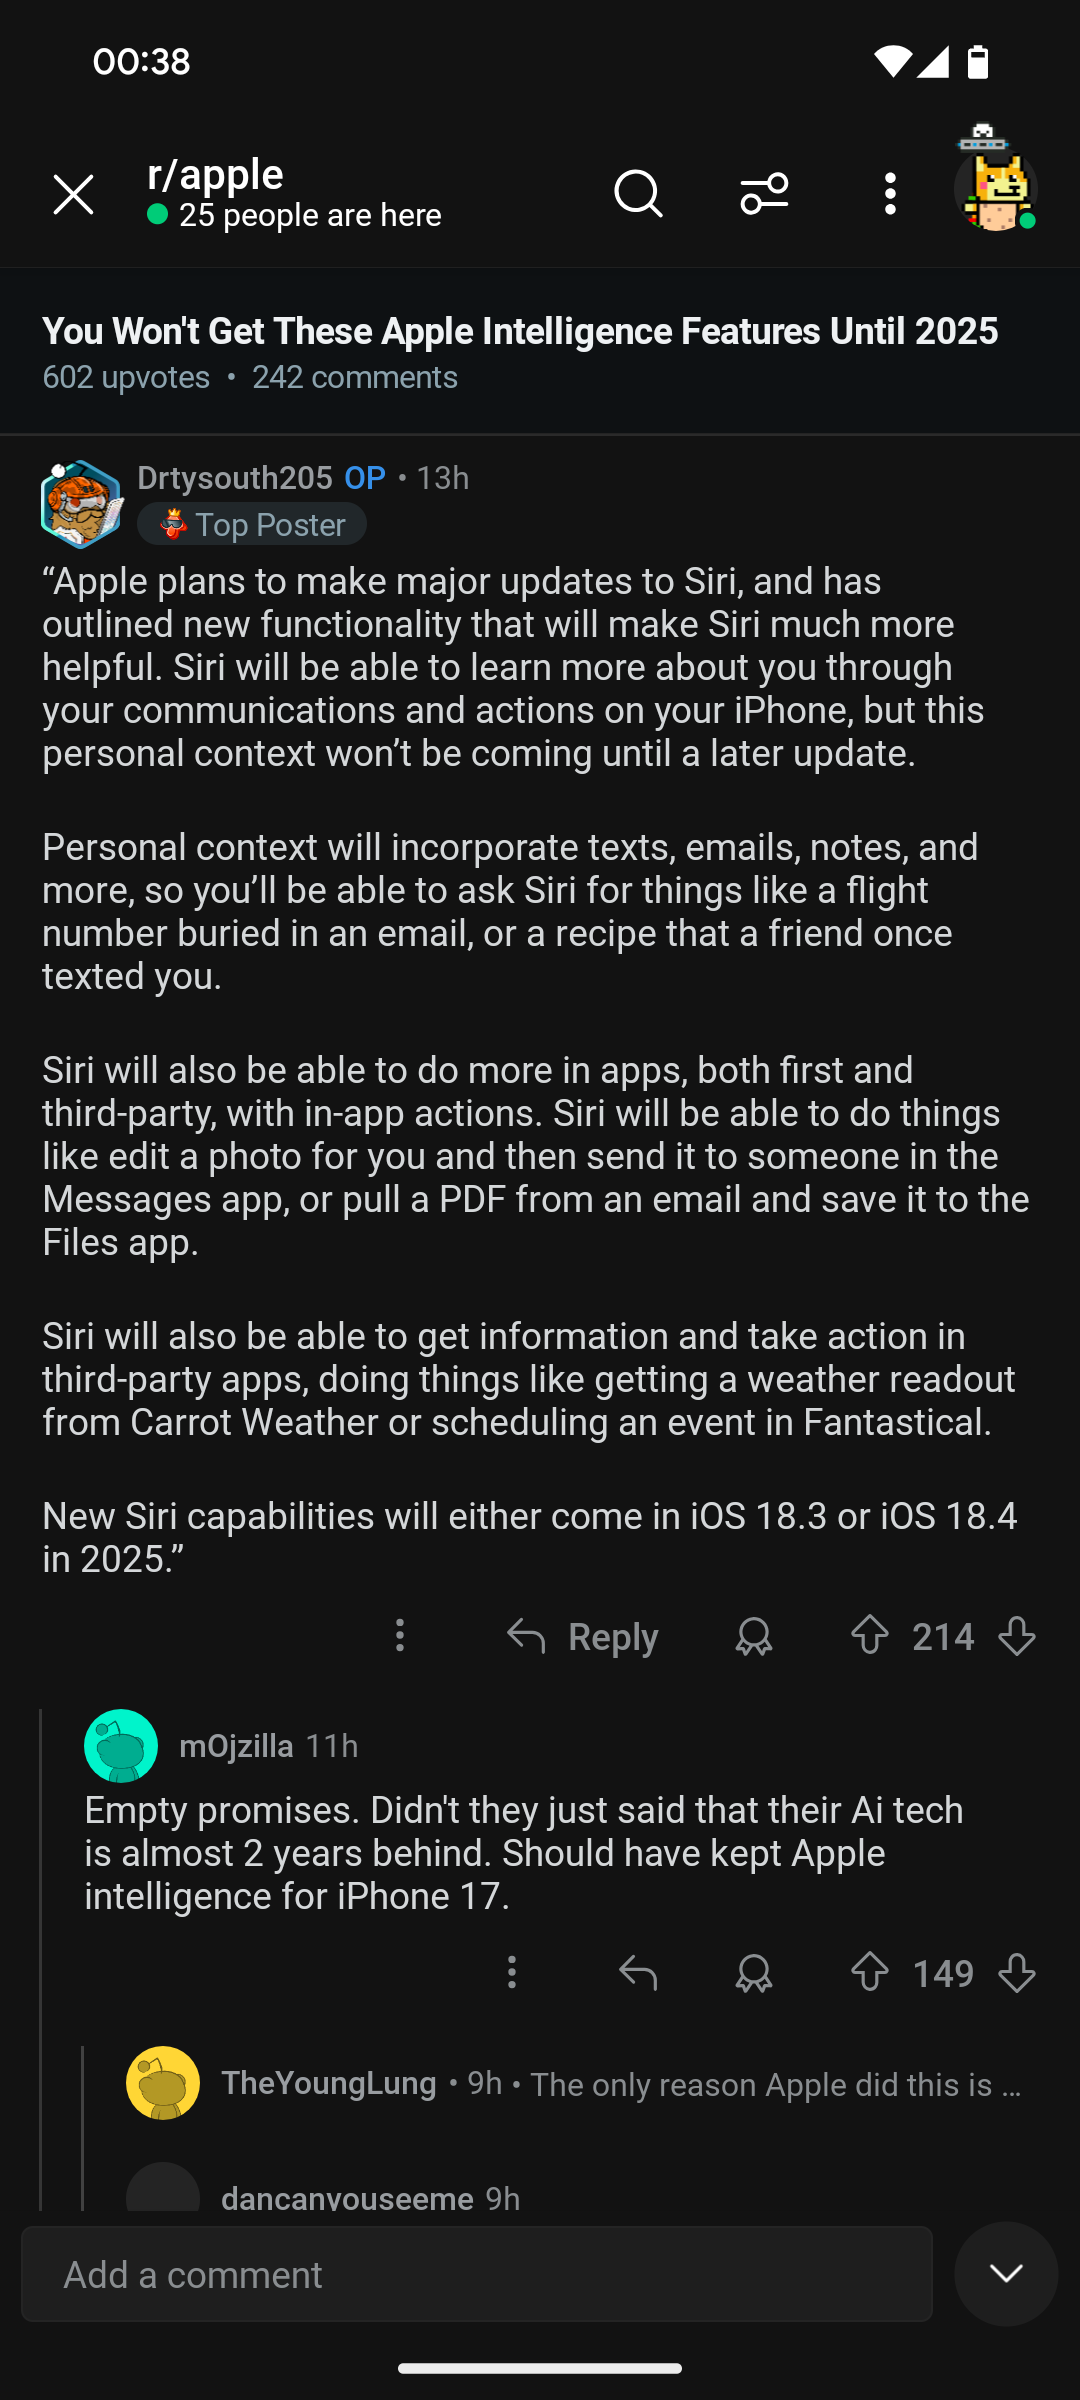 00:38
r/apple
25 people are here
You Won't Get These Apple Intelligence Features Until 2025
602 upvotes • 242 comments
Drtysouth205 OP • 13h
Top Poster
“Apple plans to make major updates to Siri, and has
outlined new functionality that will make Siri much more
helpful. Siri will be able to learn more about you through
your communications and actions on your iPhone, but this
personal context won’t be coming until a later update.
Personal context will incorporate texts, emails, notes, and
more, so you’ll be able to ask Siri for things like a flight
number buried in an email, or a recipe that a friend once
texted you.
Siri will also be able to do more in apps, both first and
third-party, with in-app actions. Siri will be able to do things
like edit a photo for you and then send it to someone in the
Messages app, or pull a PDF from an email and save it to the
Files app.
Siri will also be able to get information and take action in
third-party apps, doing things like getting a weather readout
from Carrot Weather or scheduling an event in Fantastical.
New Siri capabilities will either come in iOS 18.3 or iOS 18.4
in 2025.”
Reply 214
mOjzilla 11h
Empty promises. Didn't they just said that their Ai tech
is almost 2 years behind. Should have kept Apple
intelligence for iPhone 17.
149
TheYoungLung • 9h • The only reason Apple did this is ...
dancanyouseeme 9h
Add a comment